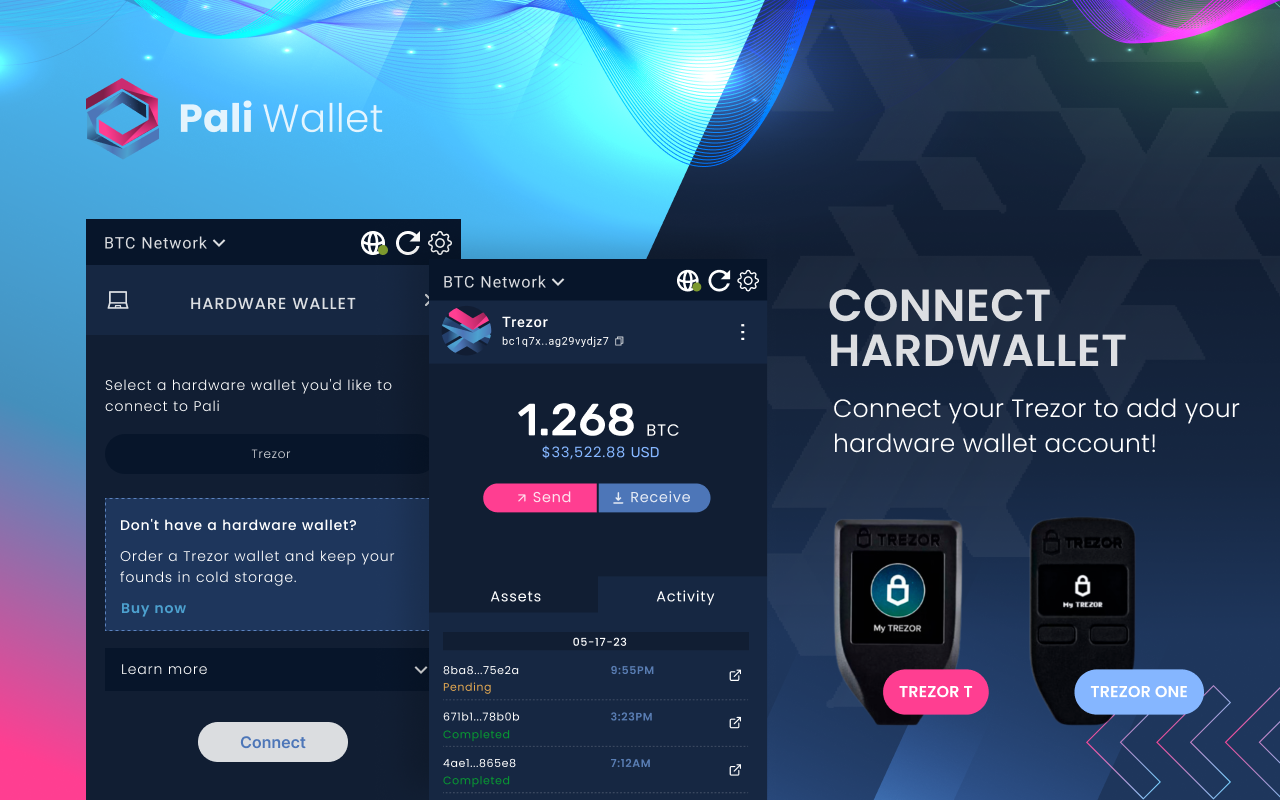 Pali Wallet
BTC Network
HARDWARE WALLET
Select a hardware wallet you'd like to
connect to Pali
Trezor
Don't have a hardware wallet?
Order a Trezor wallet and keep your
founds in cold storage.
Buy now
Learn more
Connect
BTC Network
Trezor
bc1q7x..ag29vydjz7
1.268 BTC
$33,522.88 USD
Send Receive
Assets Activity
05-17-23
8ba8...75e2a 9:55PM
Pending
671b1...78b0b 3:23PM
Completed
4ae1...865e8 7:12AM
Completed
CONNECT
HARDWALLET
Connect your Trezor to add your
hardware wallet account!
TREZOR
My TREZOR
TREZOR T
TREZOR
My TREZOR
TREZOR ONE